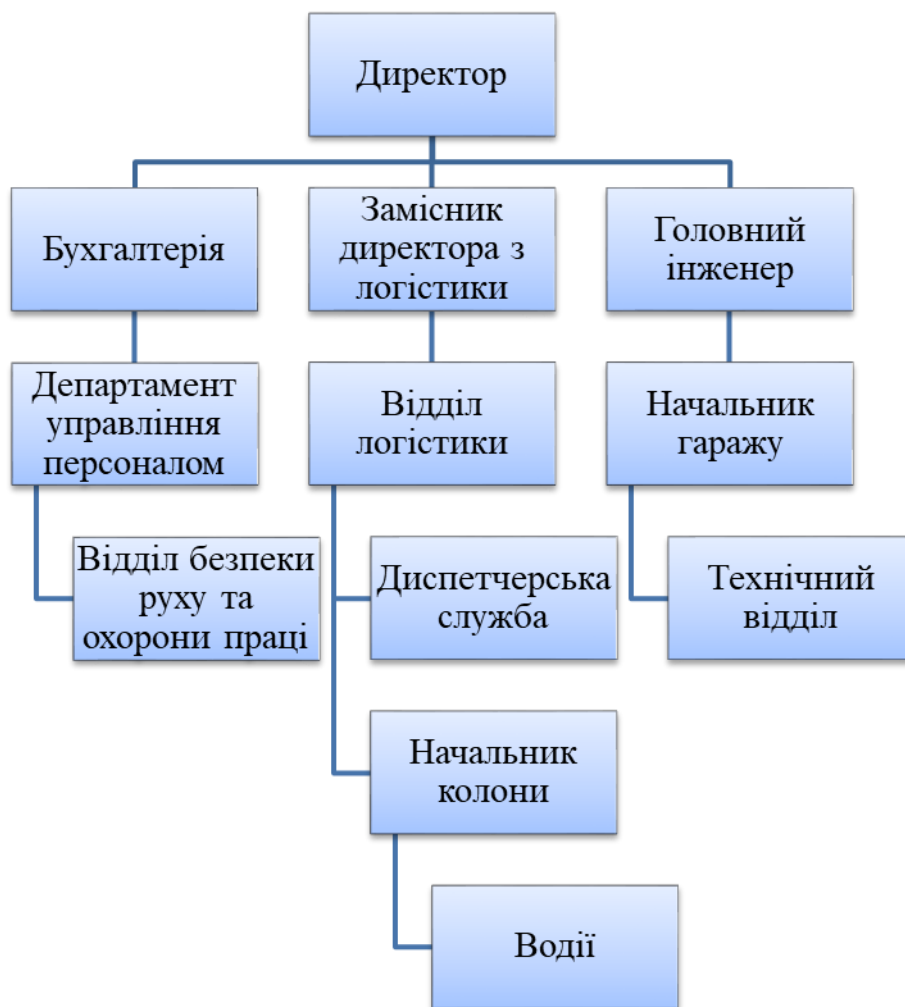 Директор
Бухгалтерія
Замісник
директора з
логістики
Головний
інженер
Департамент
управління
персоналом
Відділ
логістики
Начальник
гаражу
Відділ безпеки
руху та
охорони праці
Диспетчерська
служба
Технічний
відділ
Начальник
колони
Водії